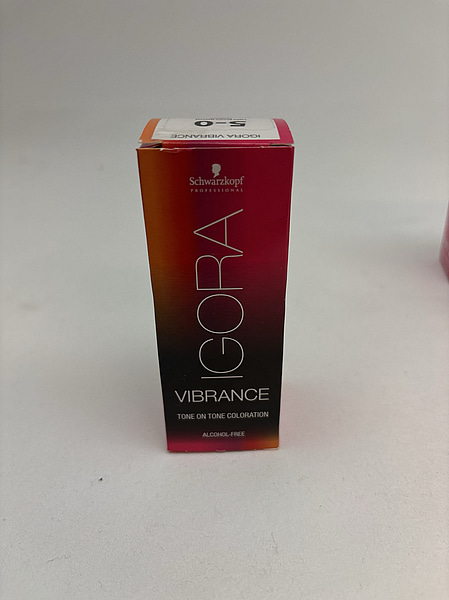 IGORA VIBRANCE
5-0
Schwarzkopf
PROFESSIONAL
IGORA
VIBRANCE
TONE ON TONE COLORATION
ALCOHOL-FREE